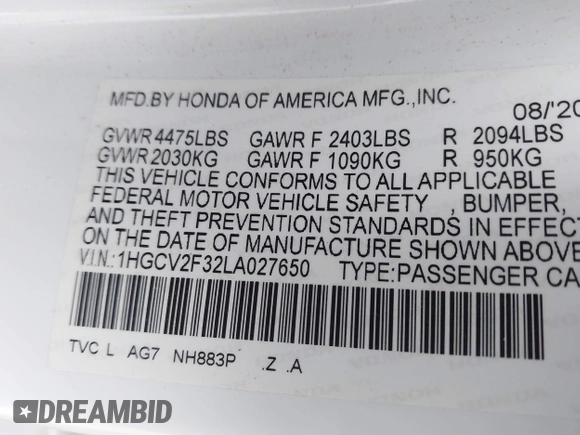 MFD.BY HONDA OF AMERICA MFG.,INC. 08/'20
GVWR 4475LBS GAWR F 2403LBS R 2094LBS
GVWR 2030KG GAWR F 1090KG R 950KG
THIS VEHICLE CONFORMS TO ALL APPLICABLE
FEDERAL MOTOR VEHICLE SAFETY , BUMPER,
AND THEFT PREVENTION STANDARDS IN EFFECT
ON THE DATE OF MANUFACTURE SHOWN ABOVE
V.I.N.:1HGCV2F32LA027650 TYPE:PASSENGER CA
TVC L AG7 NH883P .Z .A
DREAMBID